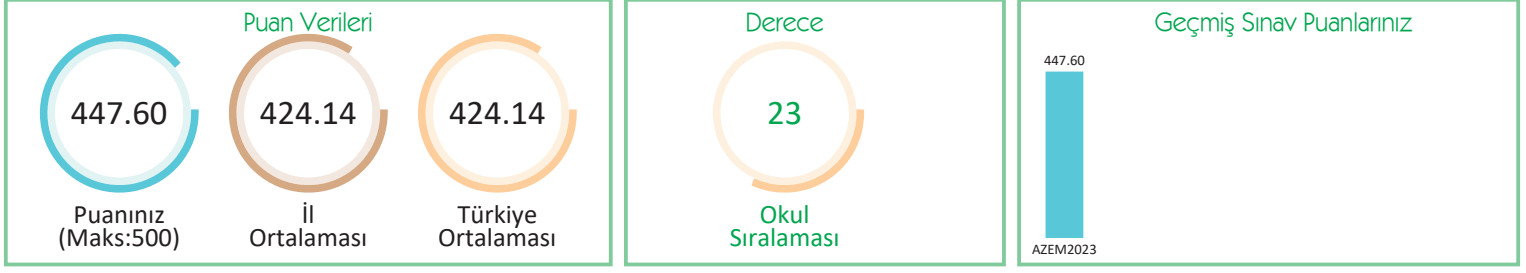 Puan Verileri
447.60
424.14
424.14
Puanınız
(Maks:500)
İl
Ortalaması
Türkiye
Ortalaması
Derece
23
Okul
Sıralaması
Geçmiş Sınav Puanlarınız
447.60
AZEM2023